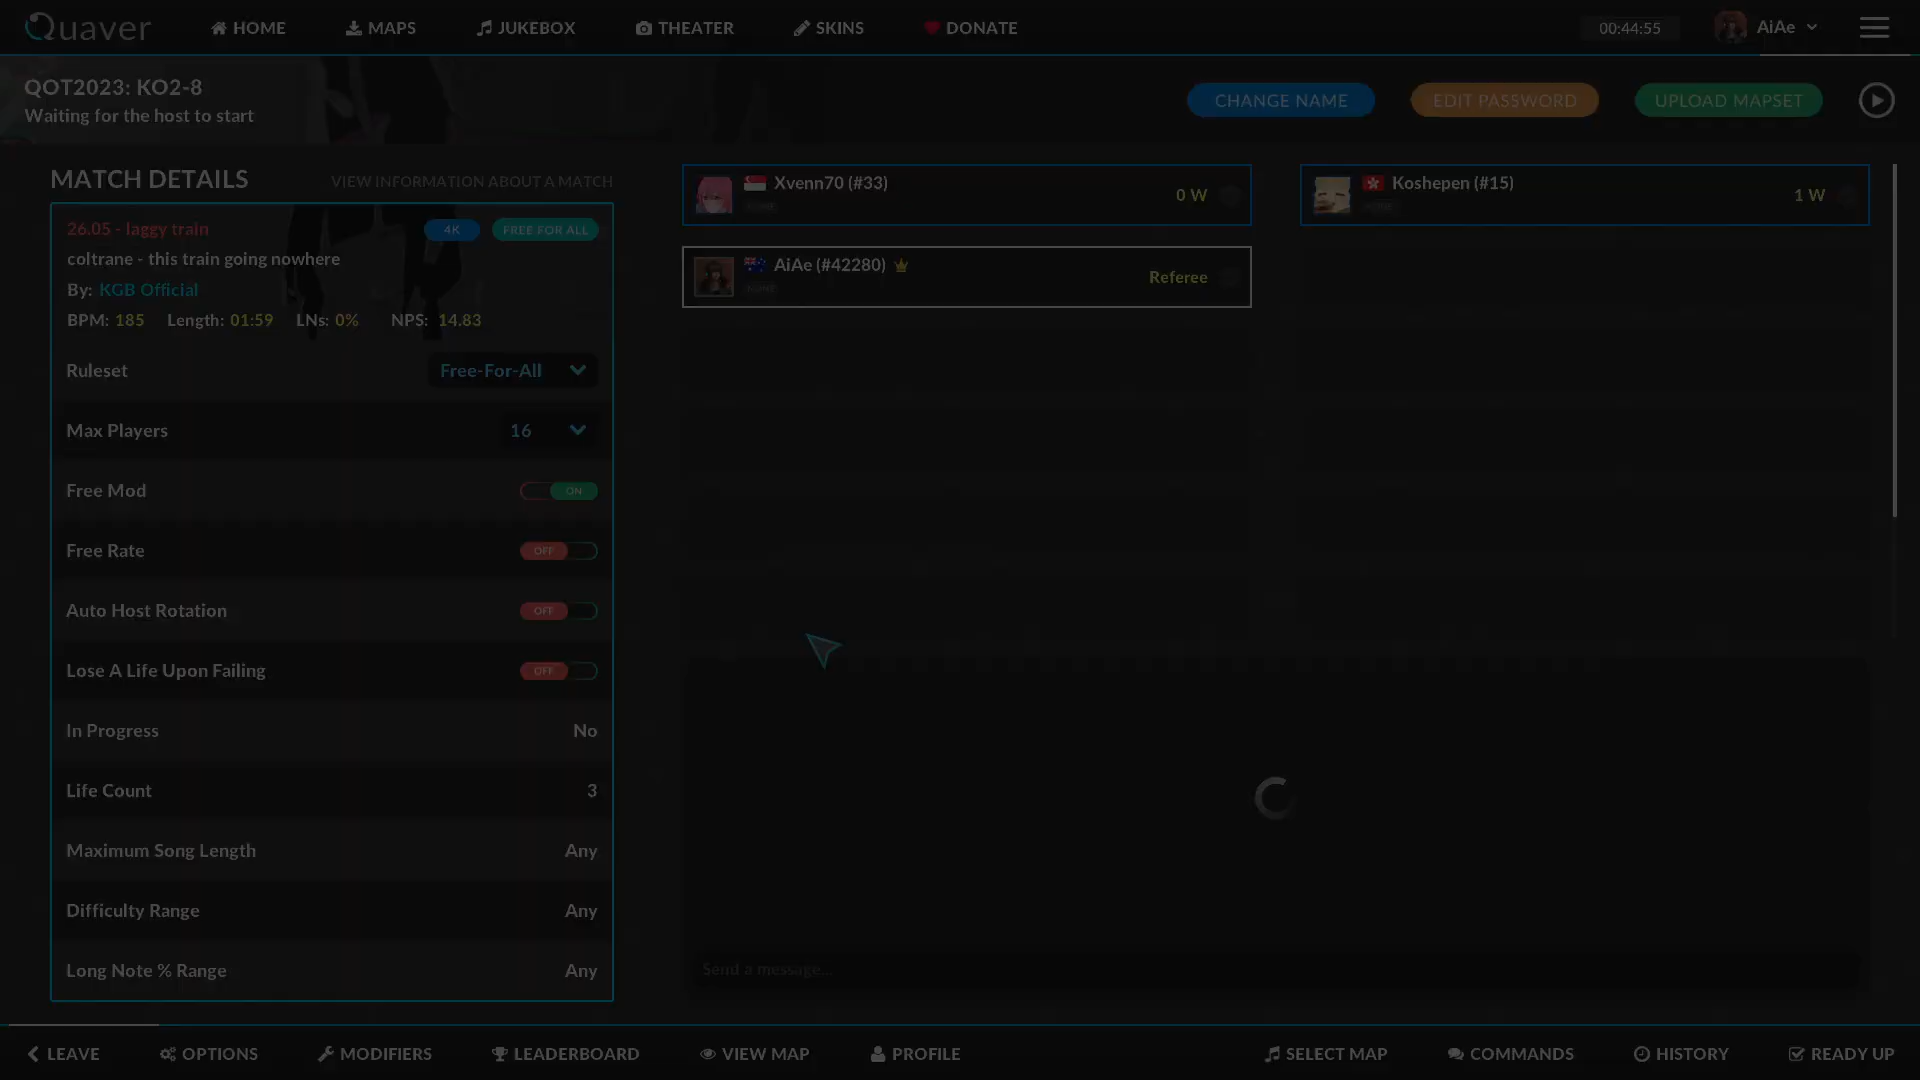 Quaver
HOME
MAPS
JUKEBOX
THEATER
SKINS
DONATE
00:44:55
AiAe
QOT2023: KO2-8
Waiting for the host to start
CHANGE NAME
EDIT PASSWORD
UPLOAD MAPSET
MATCH DETAILS
VIEW INFORMATION ABOUT A MATCH
26.05 - laggy train
4K
FREE FOR ALL
coltrane - this train going nowhere
By: KGB Official
BPM: 185 Length: 01:59 LNs: 0% NPS: 14.83
Ruleset
Free-For-All
Max Players
16
Free Mod
ON
Free Rate
OFF
Auto Host Rotation
OFF
Lose A Life Upon Failing
OFF
In Progress
No
Life Count
3
Maximum Song Length
Any
Difficulty Range
Any
Long Note % Range
Any
Xvenn70 (#33)
NONE
0 W
Koshepen (#15)
NONE
1 W
AiAe (#42280)
NONE
Referee
Send a message...
LEAVE
OPTIONS
MODIFIERS
LEADERBOARD
VIEW MAP
PROFILE
SELECT MAP
COMMANDS
HISTORY
READY UP